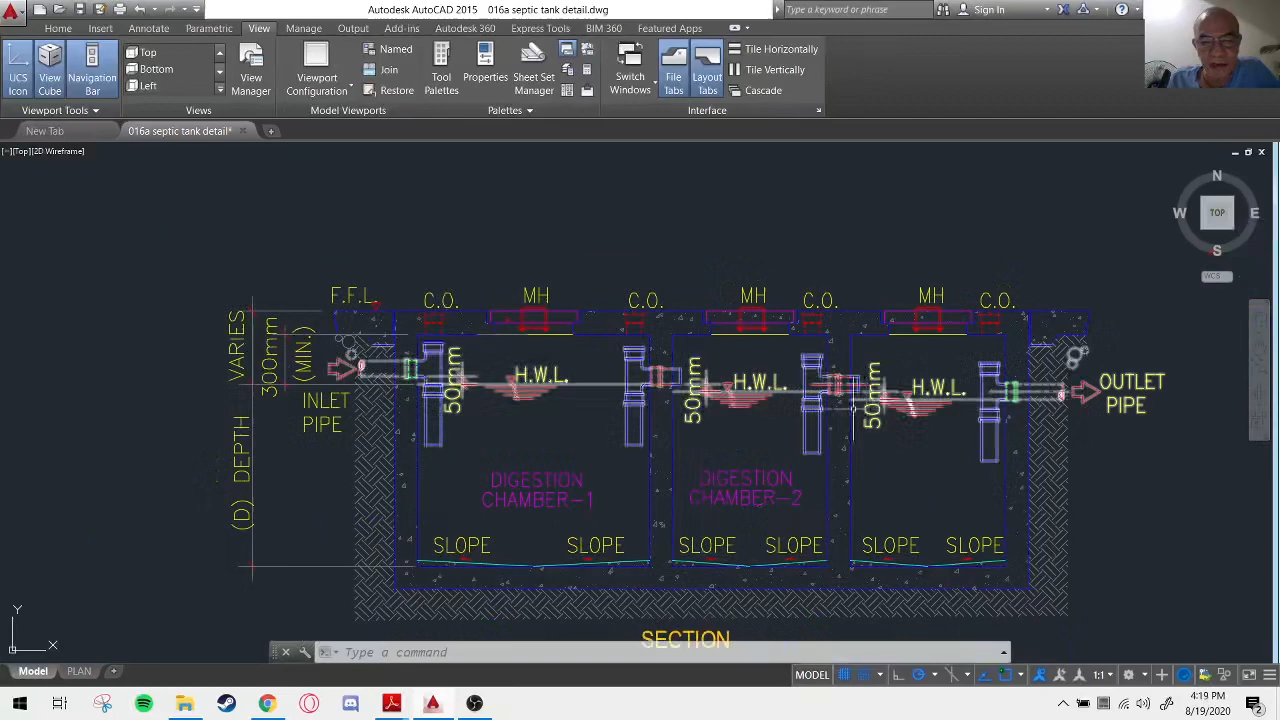 Autodesk AutoCAD 2015 016a septic tank detail.dwg
Type a keyword or phrase
Sign In
Home Insert Annotate Parametric View Manage Output Add-ins Autodesk 360 Express Tools BIM 360 Featured Apps
UCS Icon
View Cube
Navigation Bar
Top
Bottom
Left
View Manager
Viewport Configuration
Named
Join
Restore
Tool Palettes
Properties
Sheet Set Manager
Switch Windows
File Tabs
Layout Tabs
Tile Horizontally
Tile Vertically
Cascade
Viewport Tools Views Model Viewports Palettes Interface
New Tab 016a septic tank detail*
[−][Top][2D Wireframe]
N
W TOP E
S
WCS
F.F.L. C.O. MH C.O. MH C.O. MH C.O.
VARIES
300mm
(MIN.)
50mm
H.W.L.
50mm
H.W.L.
50mm
H.W.L.
INLET
PIPE
OUTLET
PIPE
(D) DEPTH
DIGESTION
CHAMBER-1
DIGESTION
CHAMBER-2
SLOPE SLOPE SLOPE SLOPE SLOPE SLOPE
SECTION
Type a command
Y
X
Model PLAN
MODEL
1:1
4:19 PM
8/19/2020
2